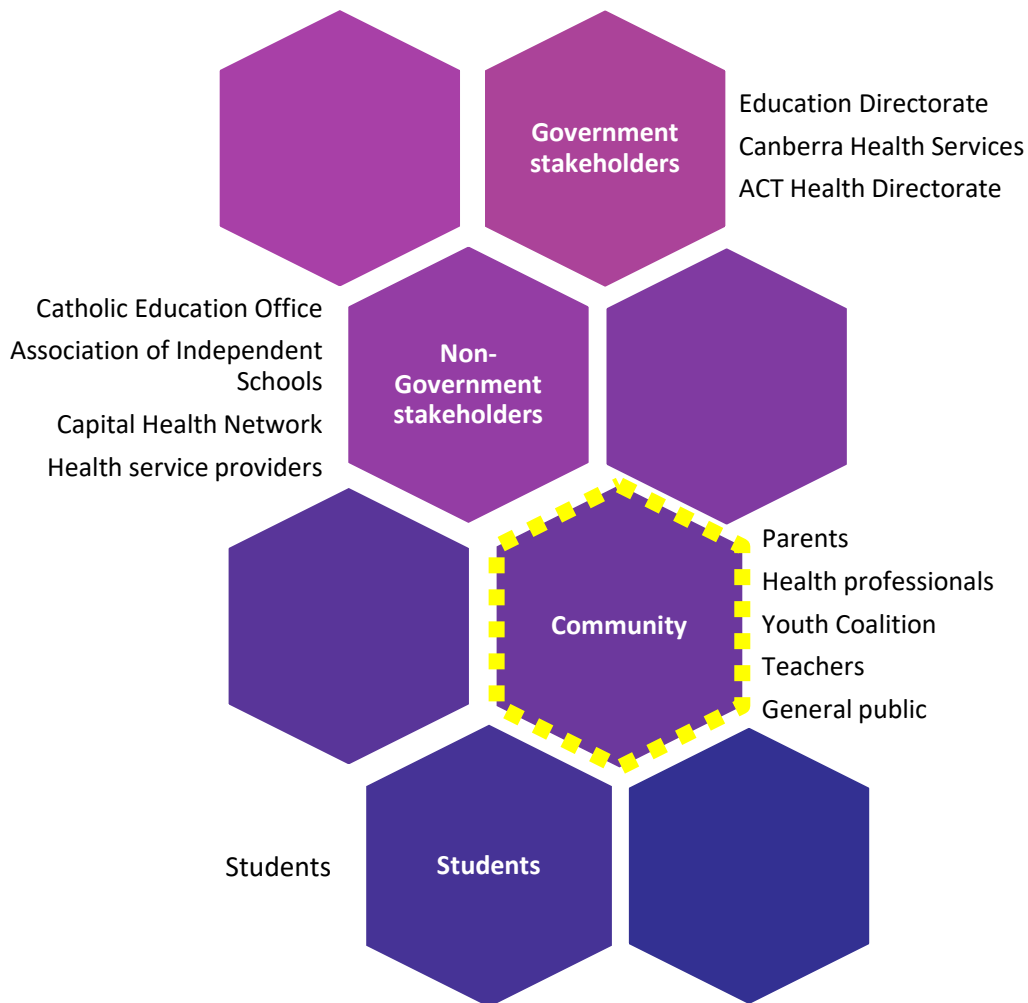 Government
stakeholders
Education Directorate
Canberra Health Services
ACT Health Directorate
Catholic Education Office
Association of Independent
Schools
Capital Health Network
Health service providers
Non-
Government
stakeholders
Community
Parents
Health professionals
Youth Coalition
Teachers
General public
Students
Students